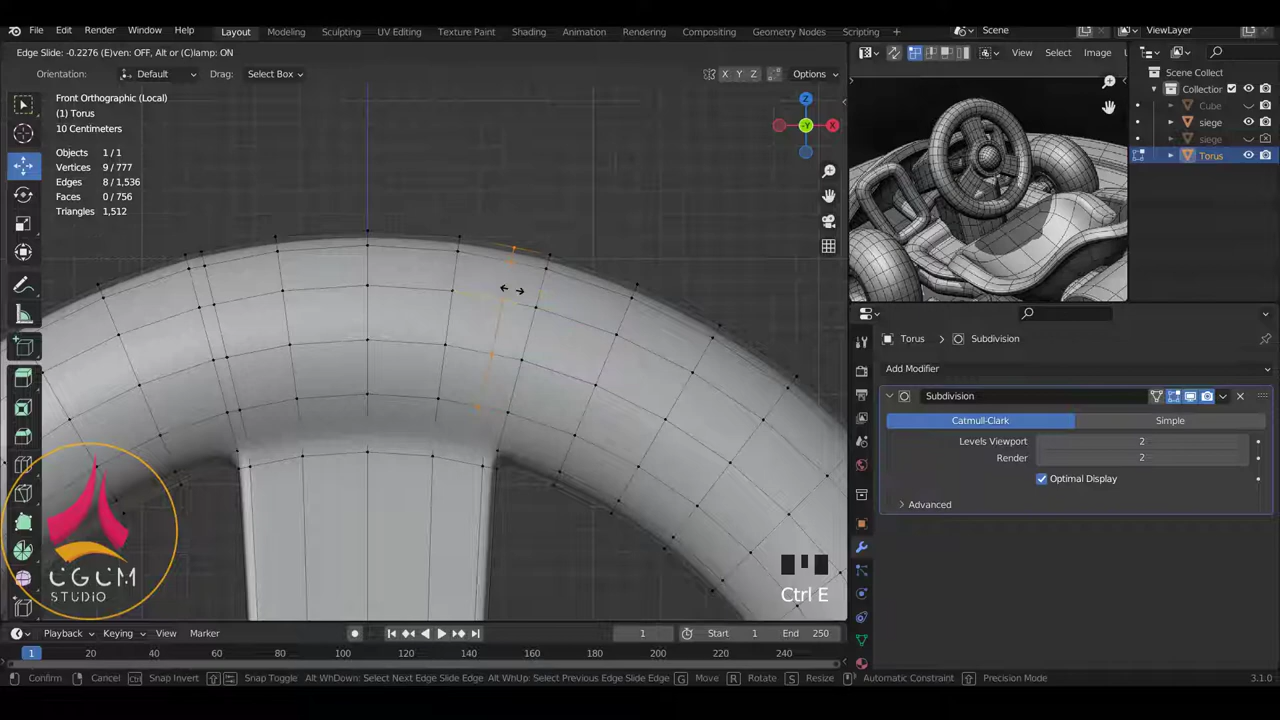 File Edit Render Window Help Layout Modeling Sculpting UV Editing Texture Paint Shading Animation Rendering Compositing Geometry Nodes Scripting Scene ViewLayer
Edge Slide: -0.2276 (E)ven: OFF, Alt or (C)lamp: ON
Orientation: Default Drag: Select Box X Y Z Options View Select Image
Front Orthographic (Local)
(1) Torus
10 Centimeters
Objects 1/1
Vertices 9/777
Edges 8/1,536
Faces 0/756
Triangles 1,512
Z
X
-Y
Scene Collect
Collection
Cube
siege
siege
Torus
Torus Subdivision
Add Modifier
Subdivision
Catmull-Clark Simple
Levels Viewport 2
Render 2
Optimal Display
Advanced
CGCM
STUDIO
Ctrl E
Playback Keying View Marker 1 Start 1 End 250
1 20 40 60 80 100 120 140 160 180 200 220 240
Confirm Cancel Ctrl Snap Invert Snap Toggle Alt WhDown: Select Next Edge Slide Edge Alt WhUp: Select Previous Edge Slide Edge G Move R Rotate S Resize Automatic Constraint Precision Mode 3.1.0